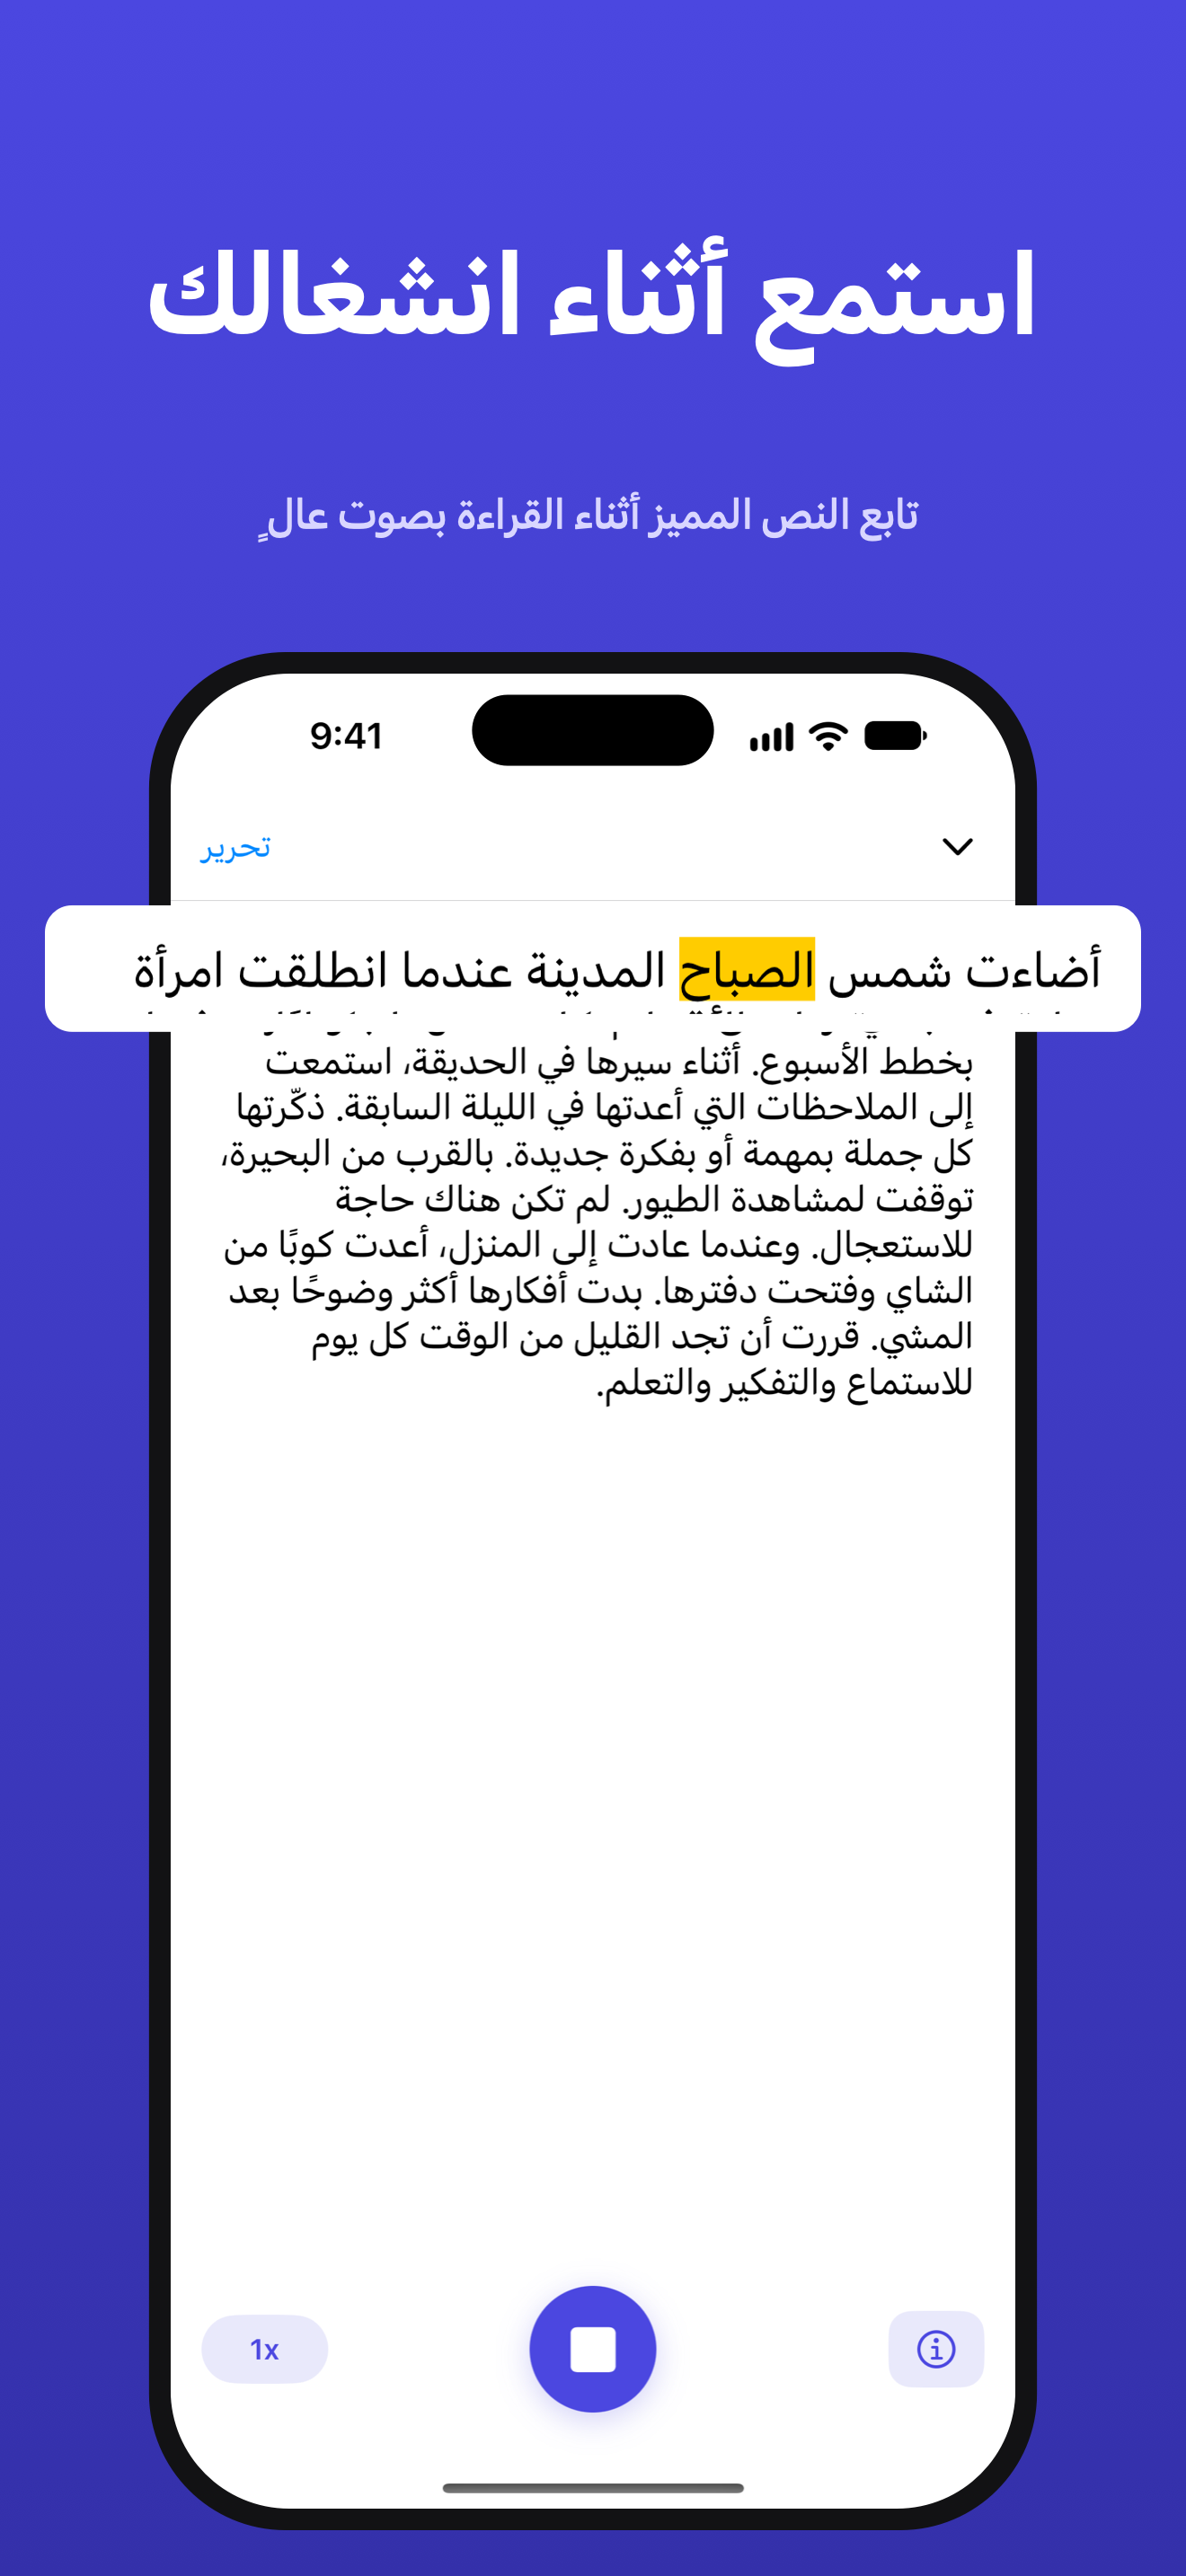 استمع أثناء انشغالك
تابع النص المميز أثناء القراءة بصوت عالٍ
9:41
تحرير
أضاءت شمس الصباح المدينة عندما انطلقت امرأة
بخطط الأسبوع. أثناء سيرها في الحديقة، استمعت
إلى الملاحظات التي أعدتها في الليلة السابقة. ذكّرتها
كل جملة بمهمة أو بفكرة جديدة. بالقرب من البحيرة،
توقفت لمشاهدة الطيور. لم تكن هناك حاجة
للاستعجال. وعندما عادت إلى المنزل، أعدت كوبًا من
الشاي وفتحت دفترها. بدت أفكارها أكثر وضوحًا بعد
المشي. قررت أن تجد القليل من الوقت كل يوم
للاستماع والتفكير والتعلم.
1x